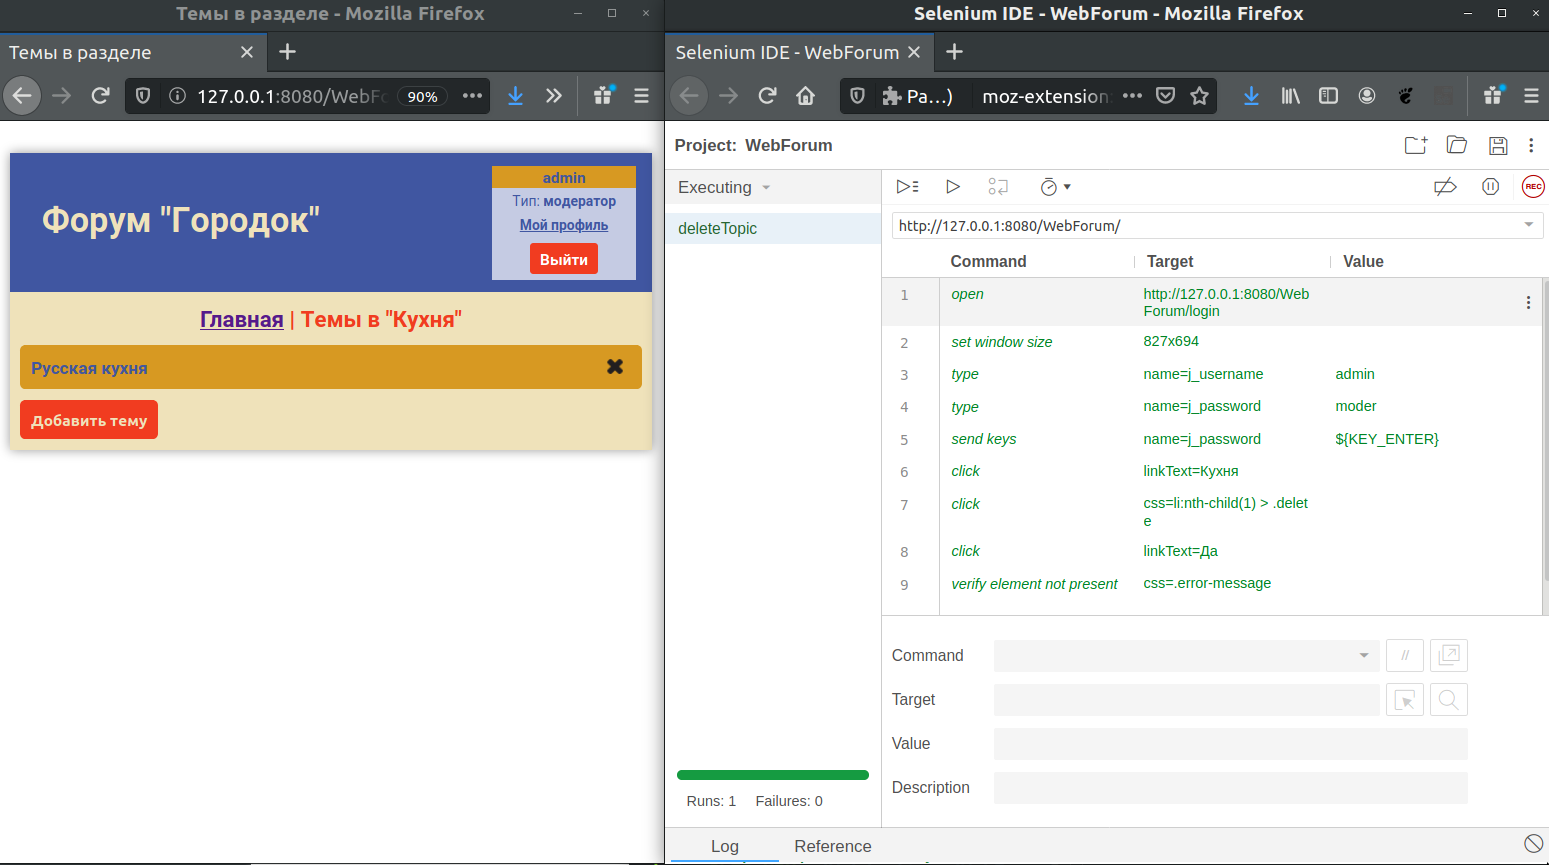 Темы в разделе - Mozilla Firefox
Темы в разделе
127.0.0.1:8080/WebFo
90%
Форум "Городок"
admin
Тип: модератор
Мой профиль
Выйти
Главная | Темы в "Кухня"
Русская кухня
Добавить тему
Selenium IDE - WebForum - Mozilla Firefox
Selenium IDE - WebForum
Ра...) moz-extension:
Project: WebForum
Executing
deleteTopic
Runs: 1 Failures: 0
REC
http://127.0.0.1:8080/WebForum/
Command Target Value
1 open http://127.0.0.1:8080/Web
Forum/login
2 set window size 827x694
3 type name=j_username admin
4 type name=j_password moder
5 send keys name=j_password ${KEY_ENTER}
6 click linkText=Кухня
7 click css=li:nth-child(1) > .delet
e
8 click linkText=Да
9 verify element not present css=.error-message
Command //
Target
Value
Description
Log Reference